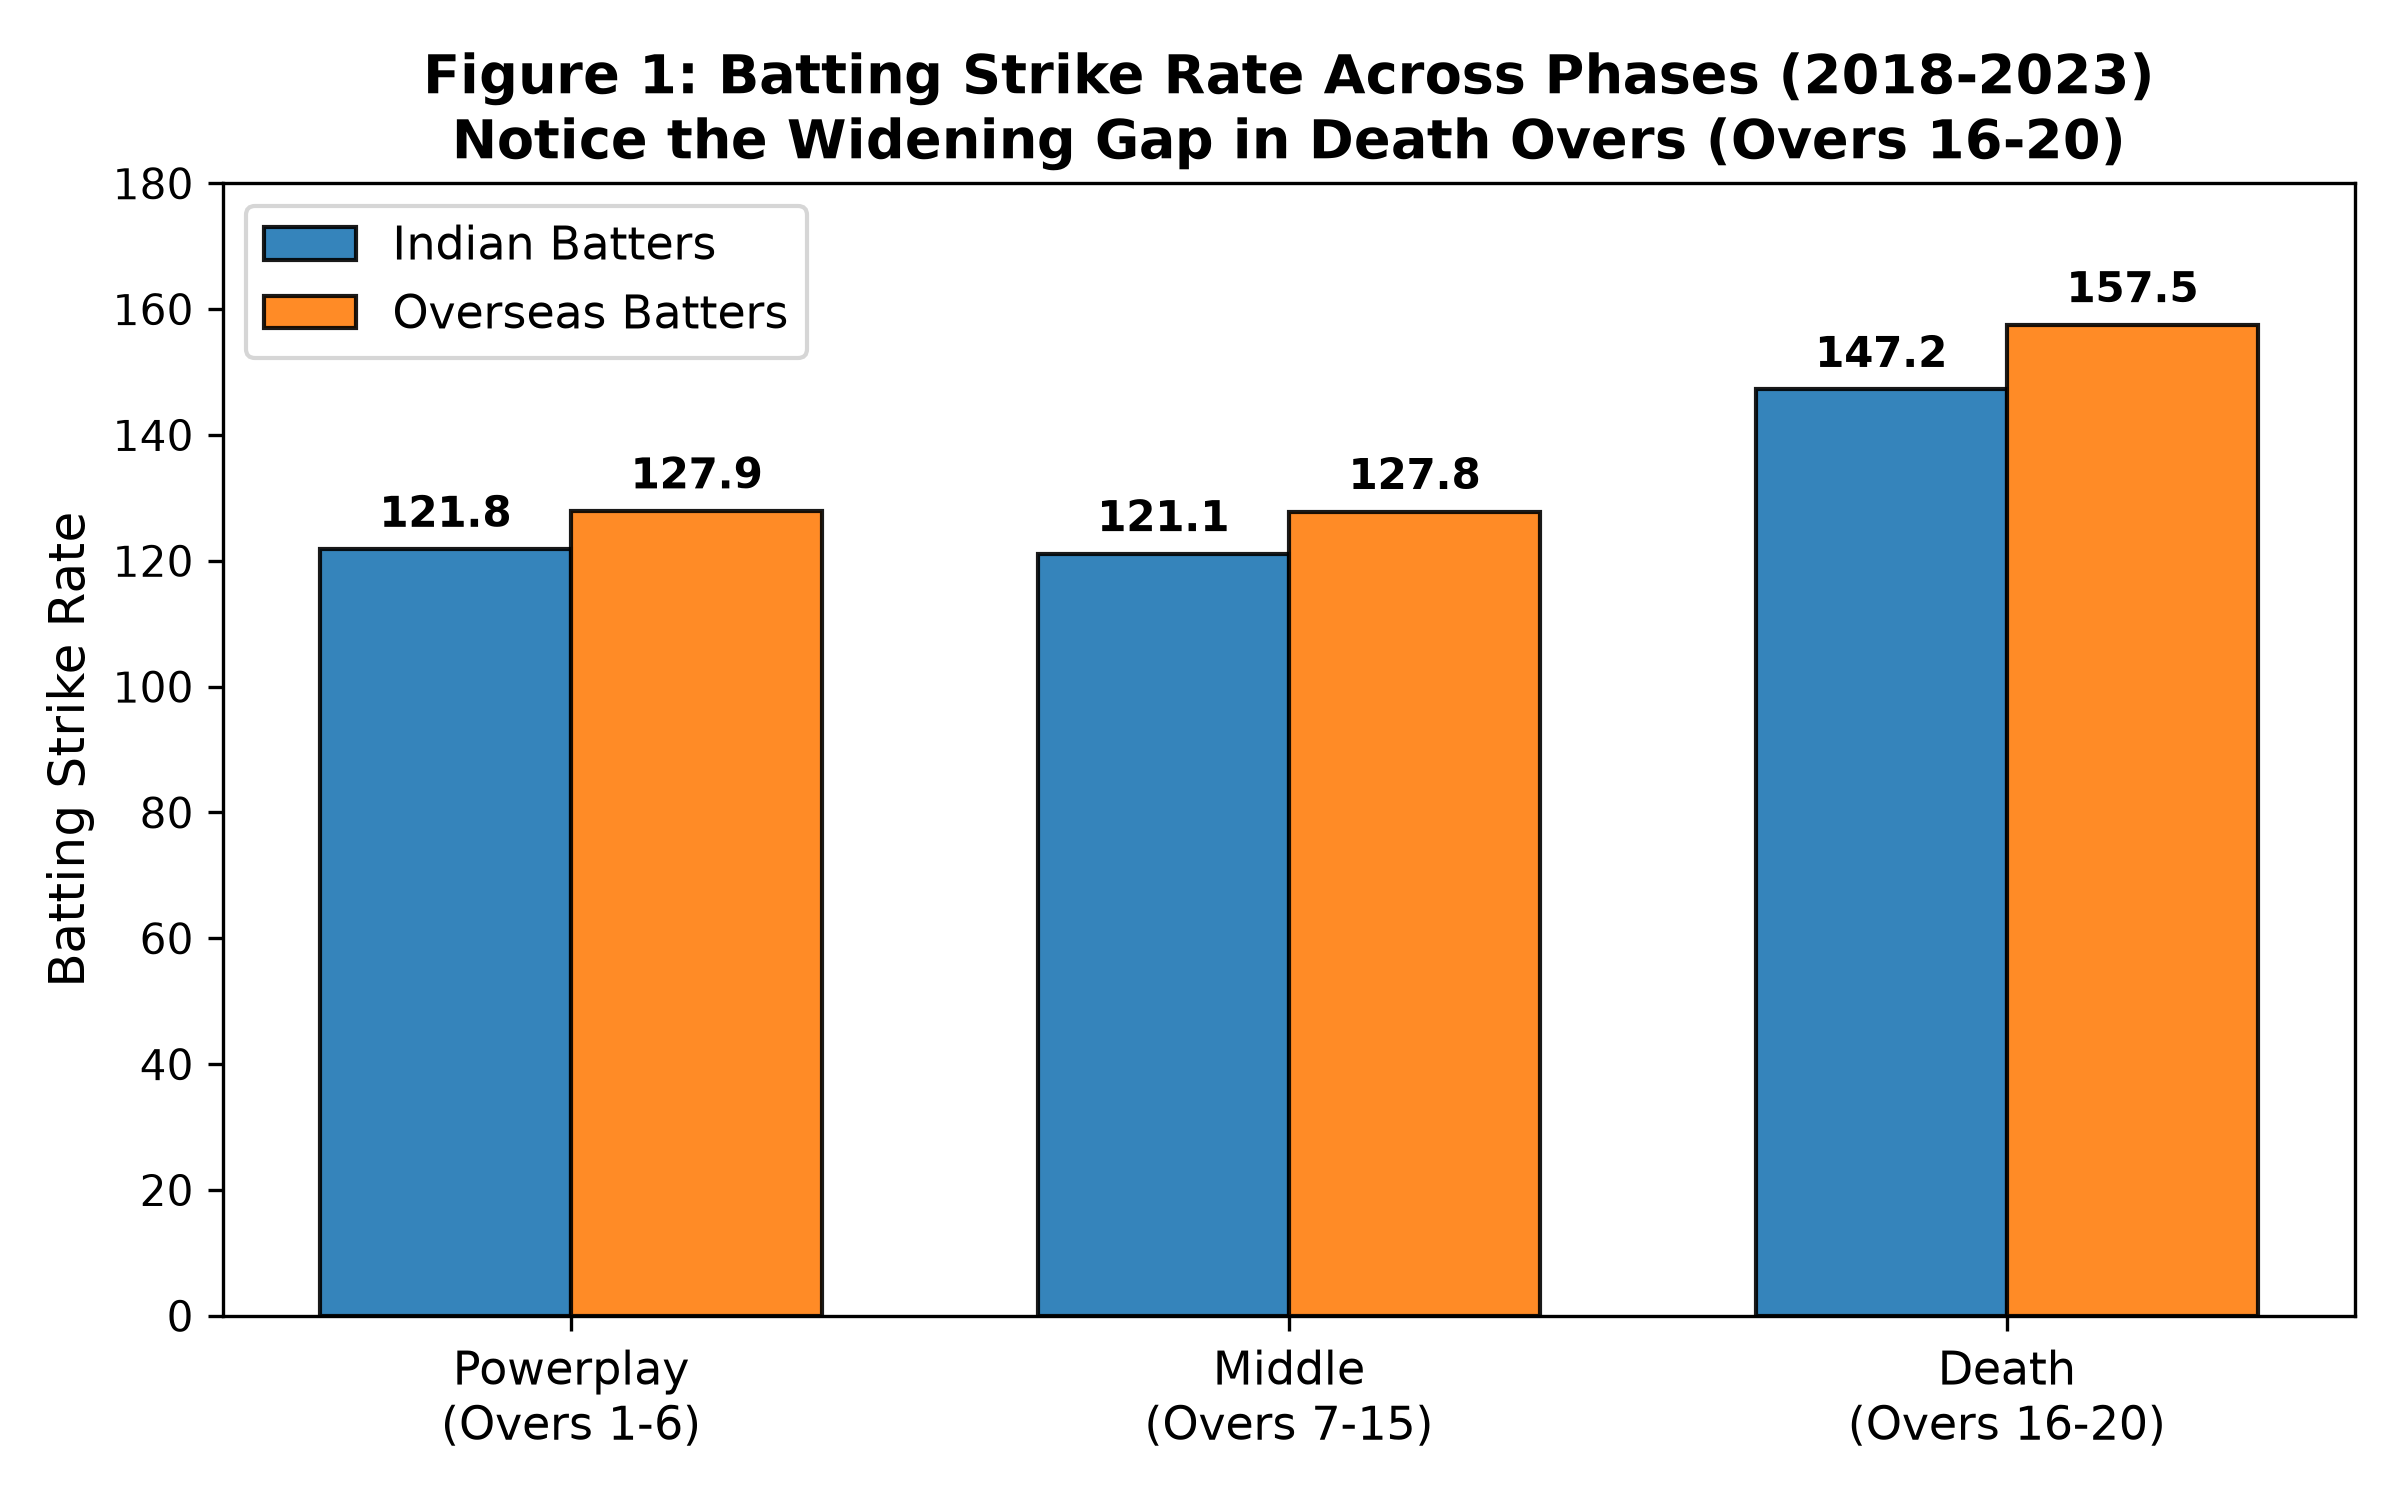 Figure 1: Batting Strike Rate Across Phases (2018-2023)
Notice the Widening Gap in Death Overs (Overs 16-20)
Indian Batters
Overseas Batters
Batting Strike Rate
180
160
140
120
100
80
60
40
20
0
121.8
127.9
121.1
127.8
147.2
157.5
Powerplay
(Overs 1-6)
Middle
(Overs 7-15)
Death
(Overs 16-20)